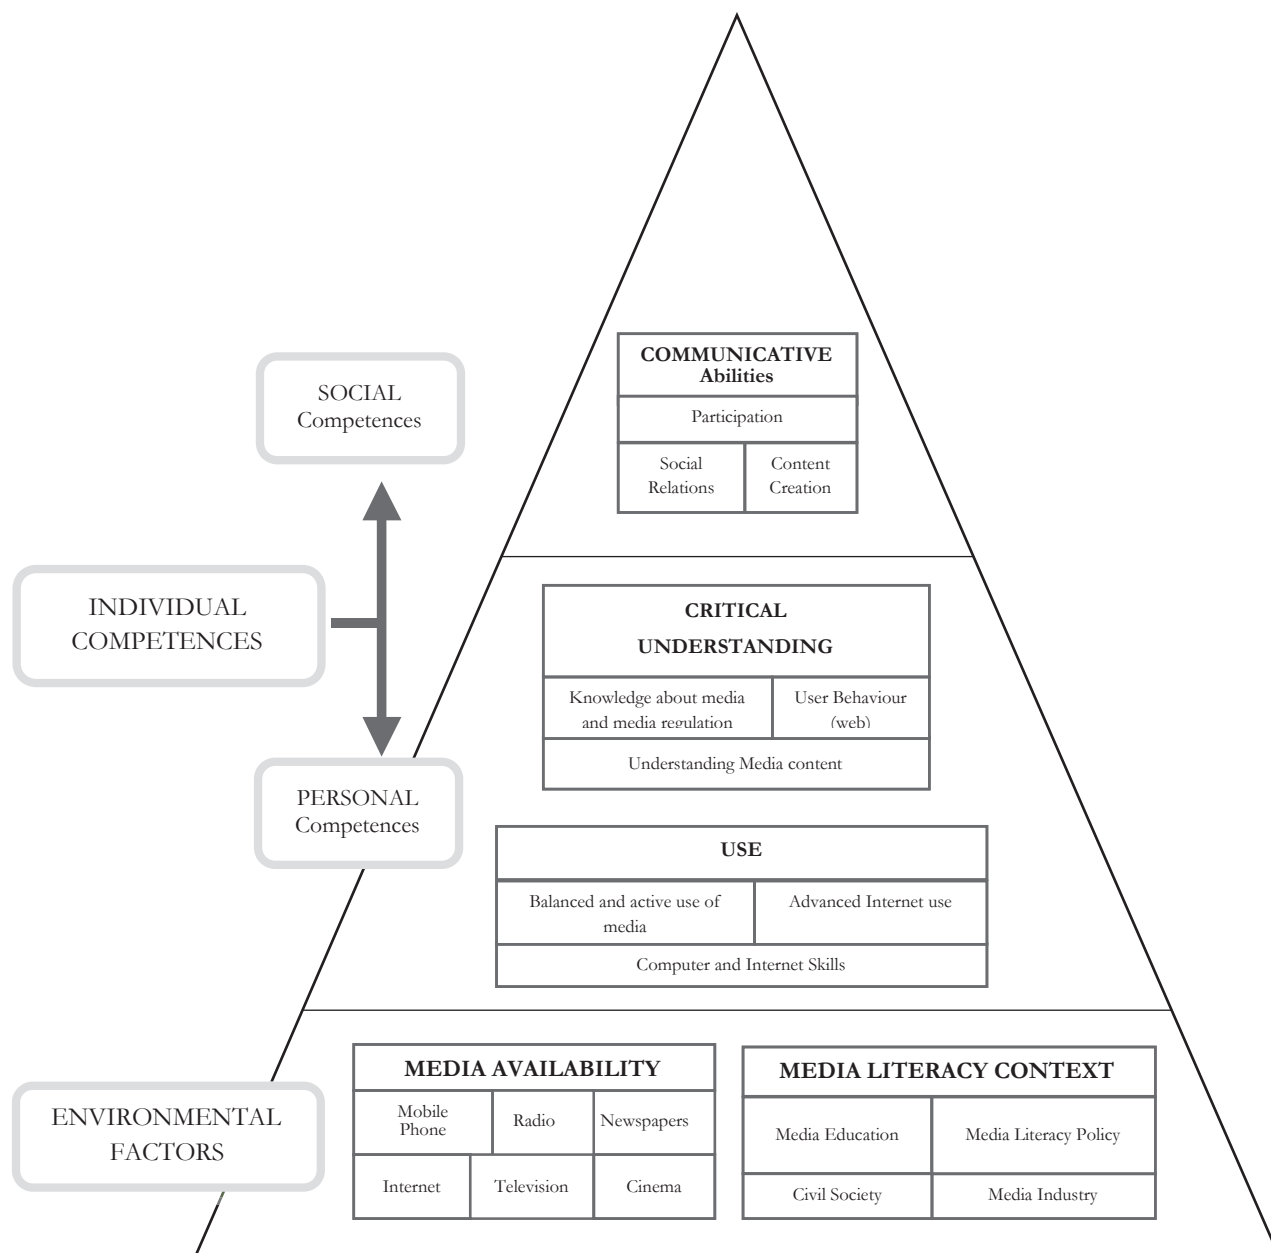 COMMUNICATIVE
Abilities
Participation
Social
Relations
Content
Creation
SOCIAL
Competences
INDIVIDUAL
COMPETENCES
PERSONAL
Competences
CRITICAL
UNDERSTANDING
Knowledge about media
and media regulation
User Behaviour
(web)
Understanding Media content
USE
Balanced and active use of
media
Advanced Internet use
Computer and Internet Skills
ENVIRONMENTAL
FACTORS
MEDIA AVAILABILITY
Mobile
Phone
Radio
Newspapers
Internet
Television
Cinema
MEDIA LITERACY CONTEXT
Media Education
Media Literacy Policy
Civil Society
Media Industry